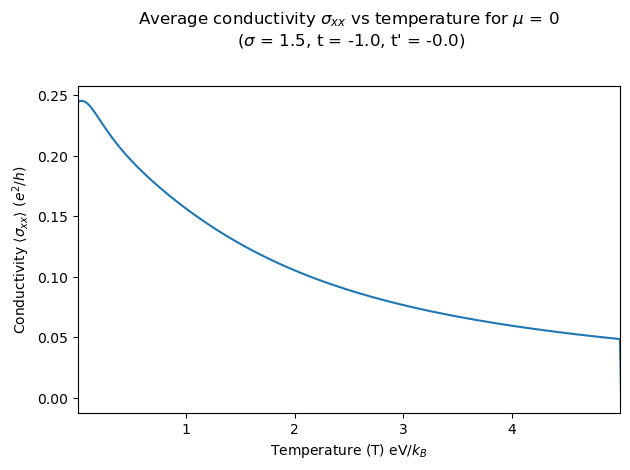 Average conductivity σₓₓ vs temperature for μ = 0
(σ = 1.5, t = -1.0, t' = -0.0)
0.25
0.20
0.15
0.10
0.05
0.00
Conductivity ⟨σₓₓ⟩ (e²/h)
1 2 3 4
Temperature (T) eV/k_B